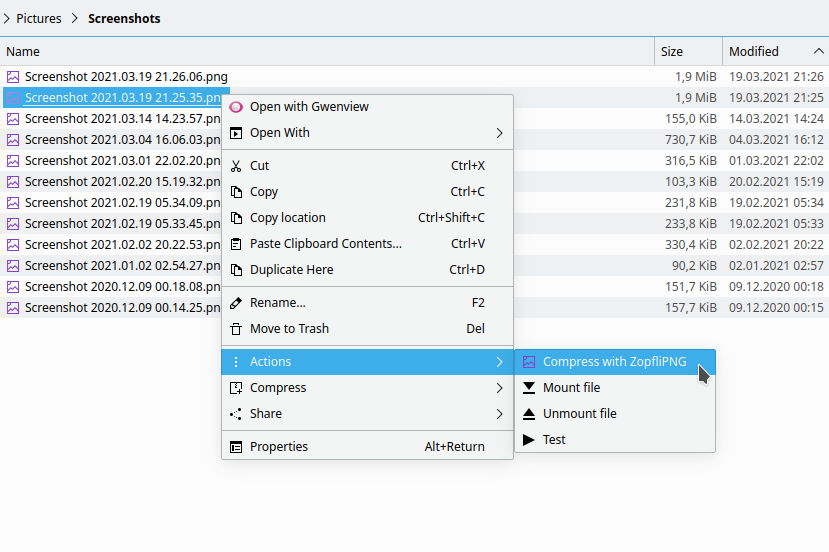 Pictures Screenshots
Name Size Modified
Screenshot 2021.03.19 21.26.06.png 1,9 MiB 19.03.2021 21:26
Screenshot 2021.03.19 21.25.35.pn 1,9 MiB 19.03.2021 21:25
Screenshot 2021.03.14 14.23.57.pn 155,0 KiB 14.03.2021 14:24
Screenshot 2021.03.04 16.06.03.pn 730,7 KiB 04.03.2021 16:12
Screenshot 2021.03.01 22.02.20.pn 316,5 KiB 01.03.2021 22:02
Screenshot 2021.02.20 15.19.32.pn 103,3 KiB 20.02.2021 15:19
Screenshot 2021.02.19 05.34.09.pn 231,8 KiB 19.02.2021 05:34
Screenshot 2021.02.19 05.33.45.pn 233,8 KiB 19.02.2021 05:33
Screenshot 2021.02.02 20.22.53.pn 330,4 KiB 02.02.2021 20:22
Screenshot 2021.01.02 02.54.27.pn 90,2 KiB 02.01.2021 02:57
Screenshot 2020.12.09 00.18.08.pn 151,7 KiB 09.12.2020 00:18
Screenshot 2020.12.09 00.14.25.pn 157,7 KiB 09.12.2020 00:15
Open with Gwenview
Open With
Cut Ctrl+X
Copy Ctrl+C
Copy location Ctrl+Shift+C
Paste Clipboard Contents... Ctrl+V
Duplicate Here Ctrl+D
Rename... F2
Move to Trash Del
Actions
Compress
Share
Properties Alt+Return
Compress with ZopfliPNG
Mount file
Unmount file
Test